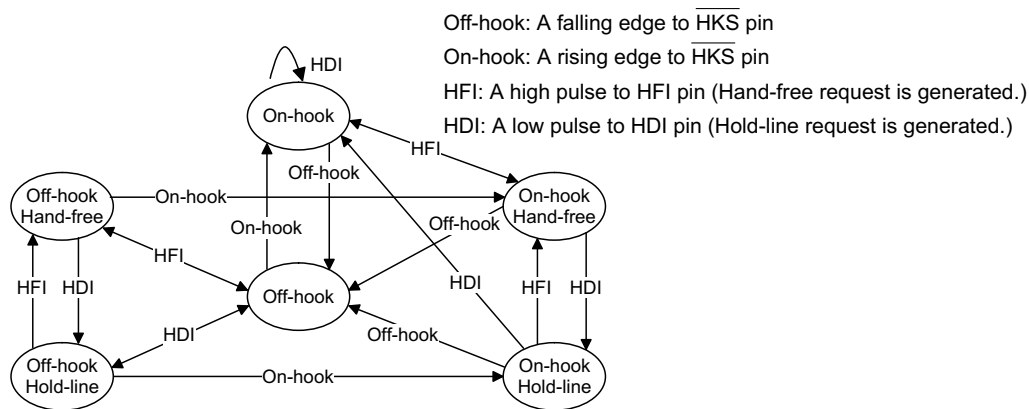 Off-hook: A falling edge to HKS pin
On-hook: A rising edge to HKS pin
HFI: A high pulse to HFI pin (Hand-free request is generated.)
HDI: A low pulse to HDI pin (Hold-line request is generated.)
HDI
On-hook
HFI
Off-hook
Off-hook
Hand-free
On-hook
On-hook
Hand-free
Off-hook
On-hook
HFI
HFI
HDI
Off-hook
HDI
HFI
HDI
HDI
Off-hook
Off-hook
Hold-line
On-hook
On-hook
Hold-line